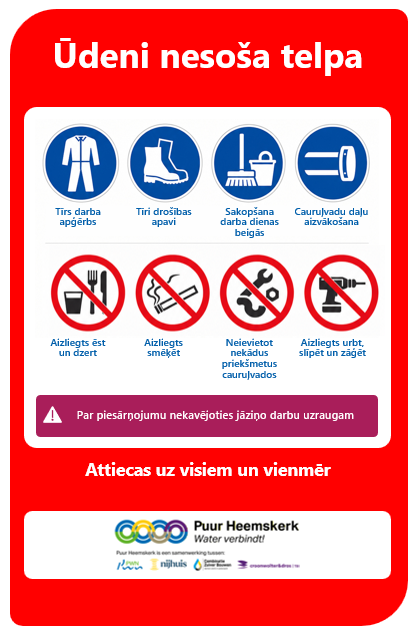 Ūdeni nesoša telpa
Tīrs darba
apģērbs
Tīri drošības
apavi
Sakopšana
darba dienas
beigās
Cauruļvadu daļu
aizvākošana
Aizliegts ēst
un dzert
Aizliegts
smēķēt
Neievietot
nekādus
priekšmetus
cauruļvados
Aizliegts urbt,
slīpēt un zāģēt
Par piesārņojumu nekavējoties jāziņo darbu uzraugam
Attiecas uz visiem un vienmēr
Puur Heemskerk
Water verbindt!
Puur Heemskerk is een samenwerking tussen:
PWN
nijhuis